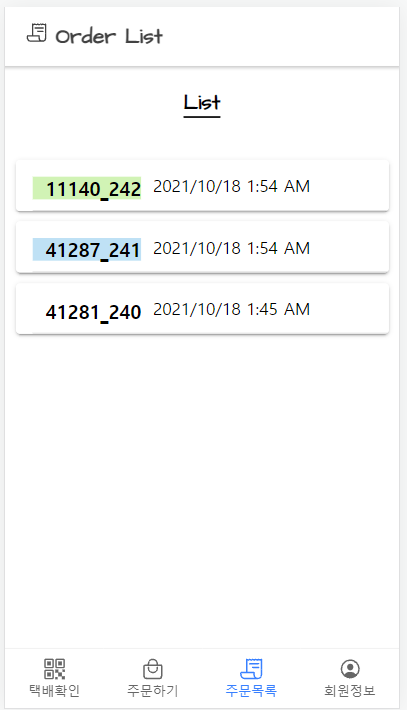 Order List
List
11140_242 2021/10/18 1:54 AM
41287_241 2021/10/18 1:54 AM
41281_240 2021/10/18 1:45 AM
택배확인 주문하기 주문목록 회원정보